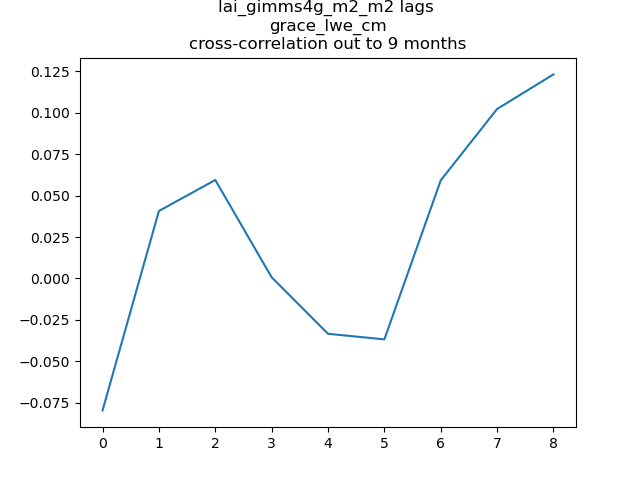 lai_gimms4g_m2_m2 lags
grace_lwe_cm
cross-correlation out to 9 months
0.125
0.100
0.075
0.050
0.025
0.000
−0.025
−0.050
−0.075
0 1 2 3 4 5 6 7 8